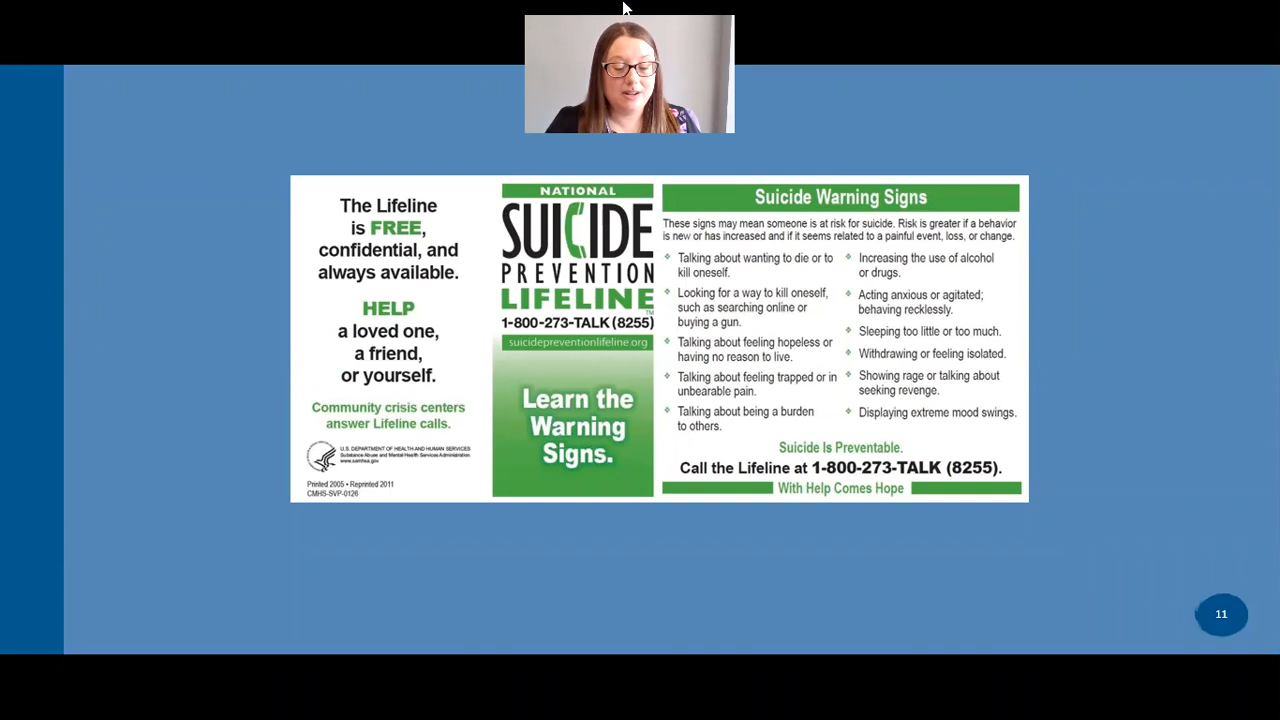 The Lifeline
is FREE,
confidential, and
always available.
HELP
a loved one,
a friend,
or yourself.
Community crisis centers
answer Lifeline calls.
U.S. DEPARTMENT OF HEALTH AND HUMAN SERVICES
Substance Abuse and Mental Health Services Administration
www.samhsa.gov
Printed 2005 • Reprinted 2011
CMHS-SVP-0126
NATIONAL
SUICIDE
PREVENTION
LIFELINE™
1-800-273-TALK (8255)
suicidepreventionlifeline.org
Learn the
Warning
Signs.
Suicide Warning Signs
These signs may mean someone is at risk for suicide. Risk is greater if a behavior
is new or has increased and if it seems related to a painful event, loss, or change.
Talking about wanting to die or to
kill oneself.
Looking for a way to kill oneself,
such as searching online or
buying a gun.
Talking about feeling hopeless or
having no reason to live.
Talking about feeling trapped or in
unbearable pain.
Talking about being a burden
to others.
Increasing the use of alcohol
or drugs.
Acting anxious or agitated;
behaving recklessly.
Sleeping too little or too much.
Withdrawing or feeling isolated.
Showing rage or talking about
seeking revenge.
Displaying extreme mood swings.
Suicide Is Preventable.
Call the Lifeline at 1-800-273-TALK (8255).
With Help Comes Hope
11